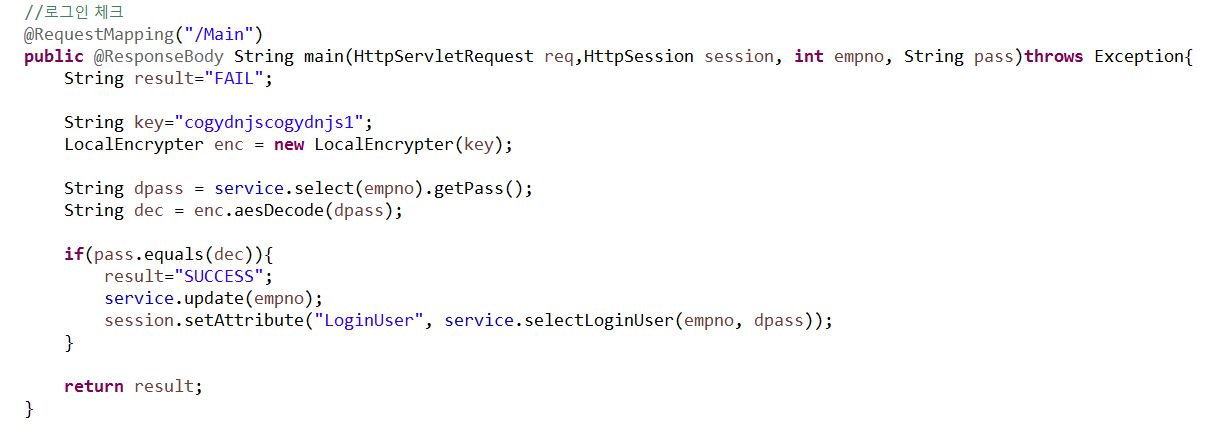 //로그인 체크
@RequestMapping("/Main")
public @ResponseBody String main(HttpServletRequest req,HttpSession session, int empno, String pass)throws Exception{
String result="FAIL";
String key="cogydnjscogydnjs1";
LocalEncrypter enc = new LocalEncrypter(key);
String dpass = service.select(empno).getPass();
String dec = enc.aesDecode(dpass);
if(pass.equals(dec)){
result="SUCCESS";
service.update(empno);
session.setAttribute("LoginUser", service.selectLoginUser(empno, dpass));
}
return result;
}